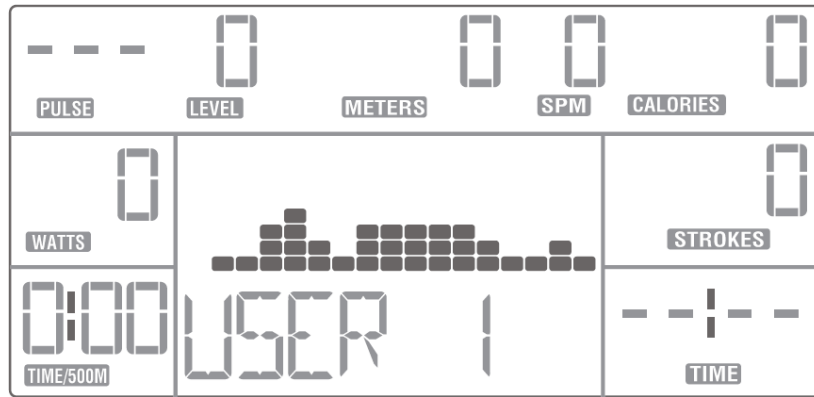 --- 0 0 0 0
PULSE LEVEL METERS SPM CALORIES
0 0
WATTS STROKES
0:00 USER 1 --:--
TIME/500M TIME